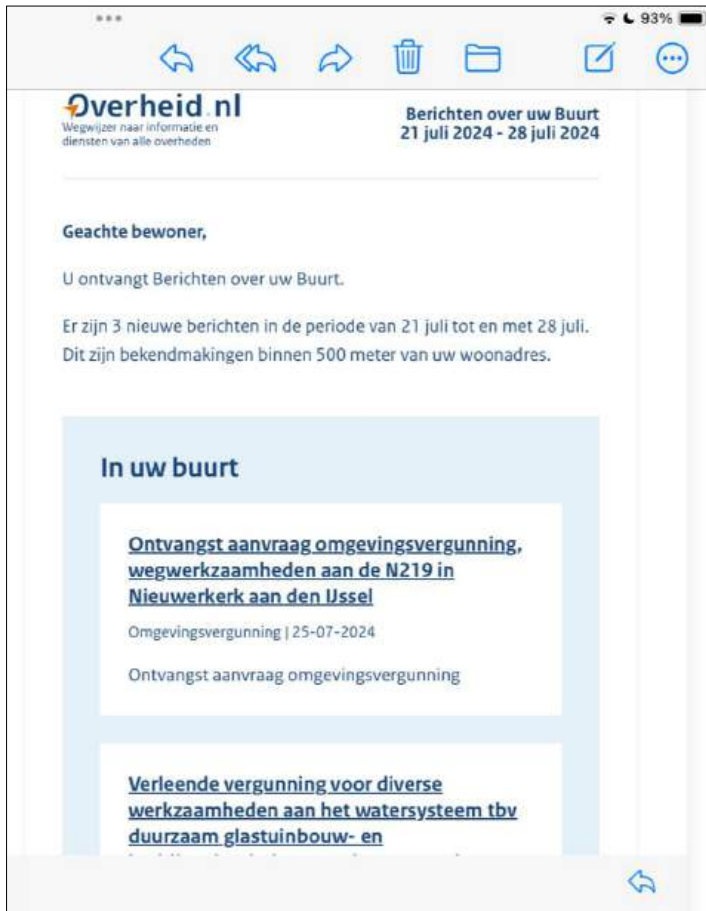 93%
Overheid.nl
Wegwijzer naar informatie en
diensten van alle overheden
Berichten over uw Buurt
21 juli 2024 - 28 juli 2024
Geachte bewoner,
U ontvangt Berichten over uw Buurt.
Er zijn 3 nieuwe berichten in de periode van 21 juli tot en met 28 juli.
Dit zijn bekendmakingen binnen 500 meter van uw woonadres.
In uw buurt
Ontvangst aanvraag omgevingsvergunning,
wegwerkzaamheden aan de N219 in
Nieuwerkerk aan den IJssel
Omgevingsvergunning | 25-07-2024
Ontvangst aanvraag omgevingsvergunning
Verleende vergunning voor diverse
werkzaamheden aan het watersysteem tbv
duurzaam glastuinbouw- en